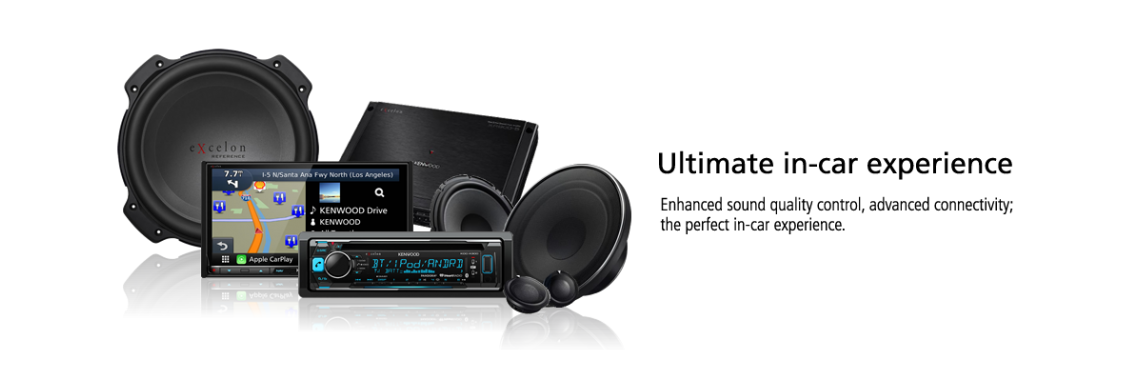 excelon
REFERENCE
KENWOOD
7.7
I-5 N/Santa Ana Fwy North (Los Angeles)
KENWOOD Drive
KENWOOD
Apple CarPlay
KENWOOD
BT/iPod/ANDRD
Ultimate in-car experience
Enhanced sound quality control, advanced connectivity;
the perfect in-car experience.